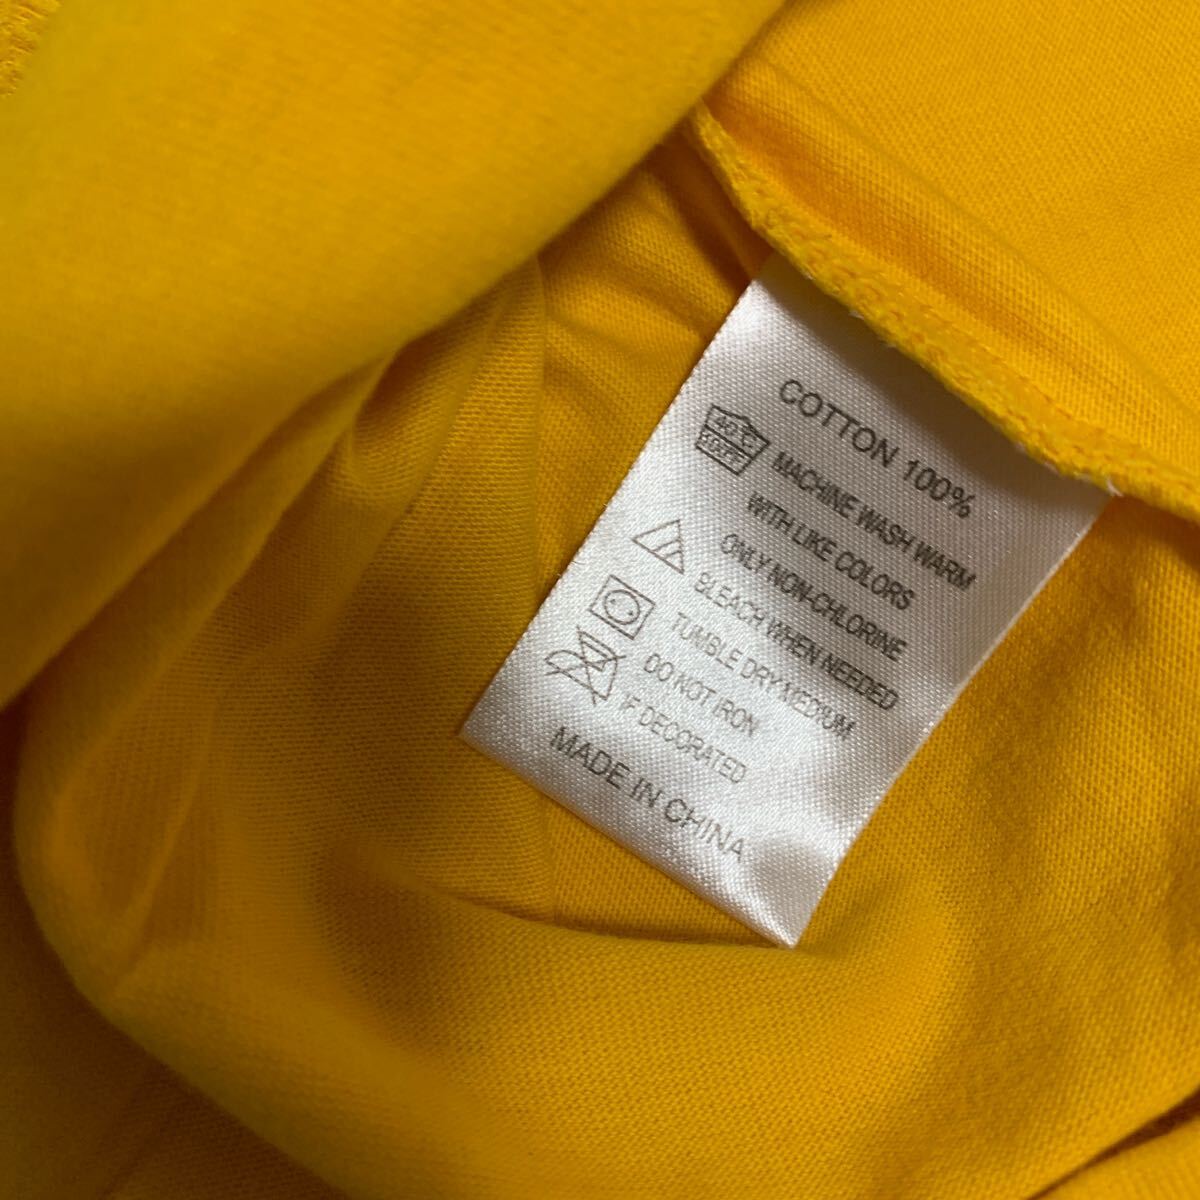 COTTON 100%
40°C MACHINE WASH WARM
WITH LIKE COLORS
ONLY NON-CHLORINE
BLEACH WHEN NEEDED
TUMBLE DRY MEDIUM
DO NOT IRON
IF DECORATED
MADE IN CHINA